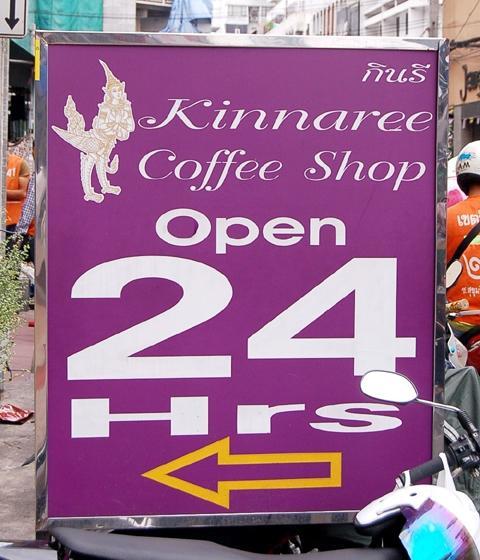 กินรี
Kinnaree
Coffee Shop
Open
24
Hrs